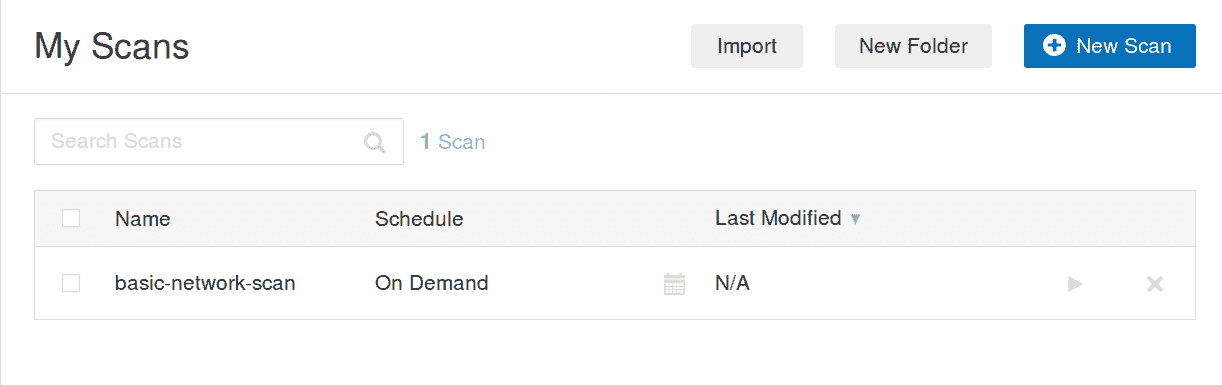 My Scans
Import
New Folder
New Scan
Search Scans
1 Scan
Name Schedule Last Modified
basic-network-scan On Demand N/A